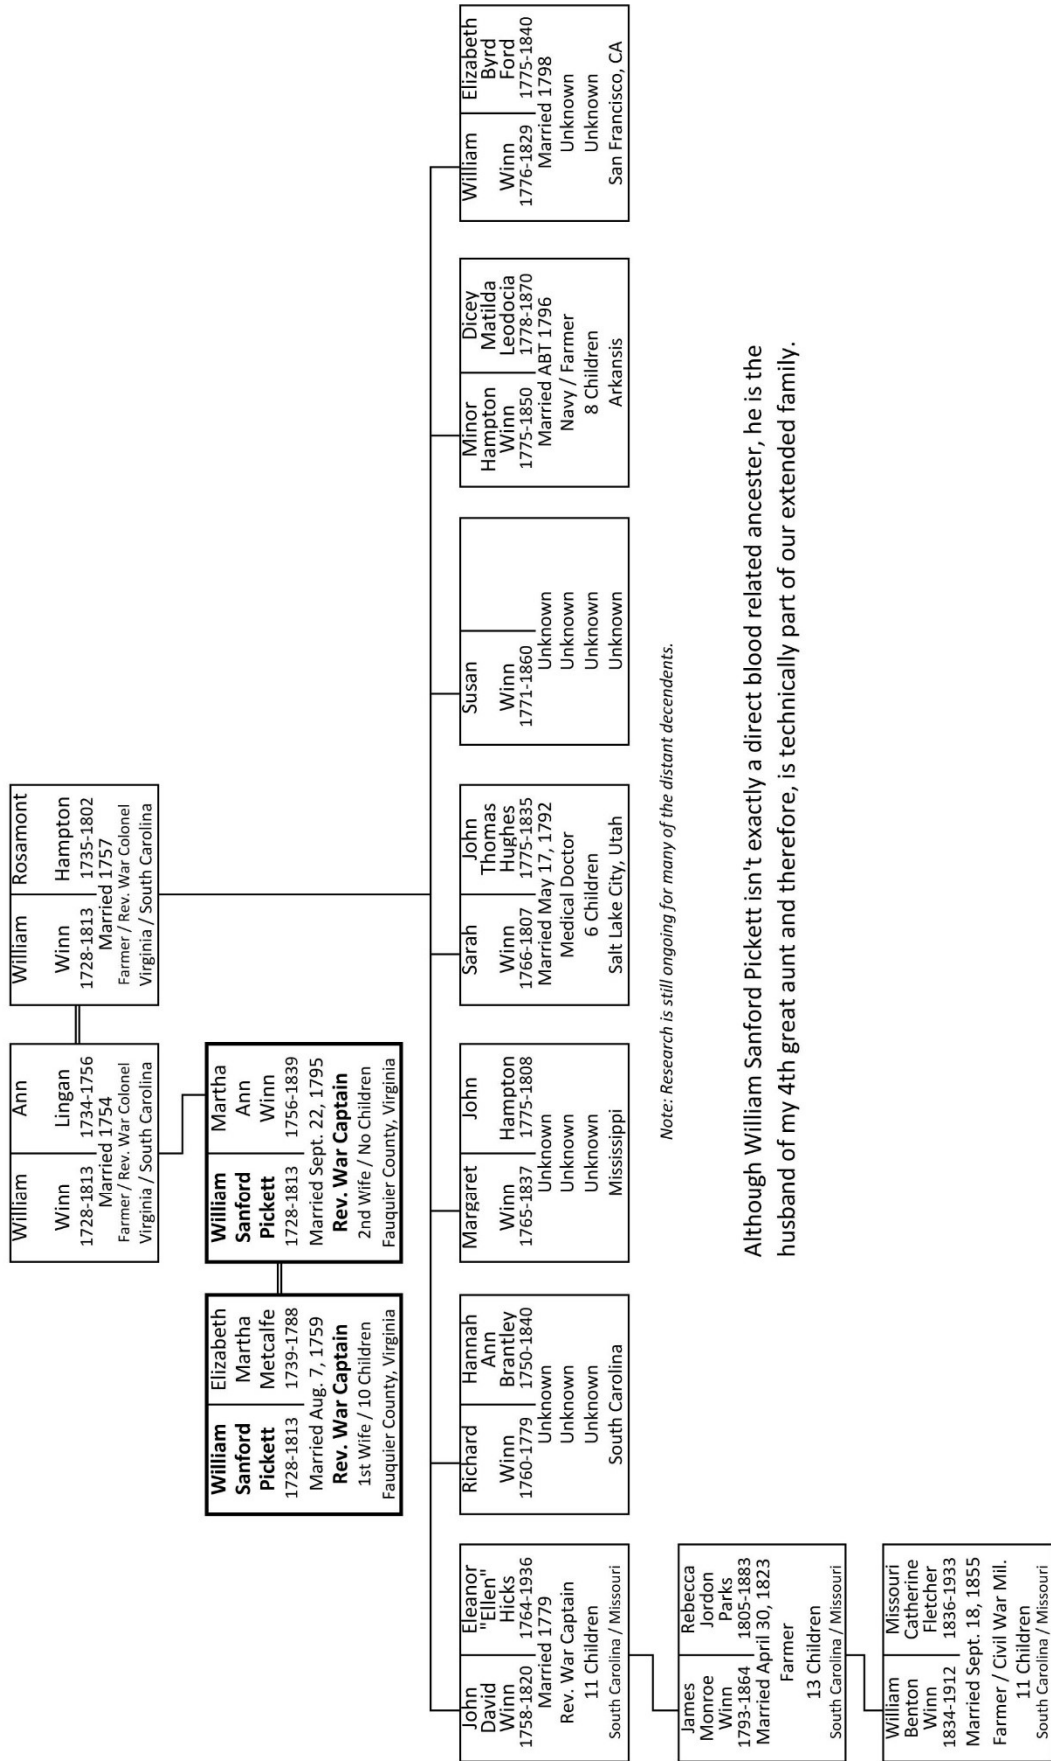 William
Winn
1728-1813
Ann
Lingan
1734-1756
Married 1754
Farmer / Rev. War Colonel
Virginia / South Carolina
William
Winn
1728-1813
Rosamont
Hampton
1735-1802
Married 1757
Farmer / Rev. War Colonel
Virginia / South Carolina
William
Sanford
Pickett
1728-1813
Elizabeth
Martha
Metcalfe
1739-1788
Married Aug. 7, 1759
Rev. War Captain
1st Wife / 10 Children
Fauquier County, Virginia
William
Sanford
Pickett
1728-1813
Martha
Ann
Winn
1756-1839
Married Sept. 22, 1795
Rev. War Captain
2nd Wife / No Children
Fauquier County, Virginia
John
David
Winn
1758-1820
Eleanor
"Ellen"
Hicks
1764-1936
Married 1779
Rev. War Captain
11 Children
South Carolina / Missouri
Richard
Winn
1760-1779
Hannah
Ann
Brantley
1750-1840
Unknown
Unknown
Unknown
South Carolina
Margaret
Winn
1765-1837
John
Hampton
1775-1808
Unknown
Unknown
Unknown
Mississippi
Sarah
Winn
1766-1807
John
Thomas
Hughes
1775-1835
Married May 17, 1792
Medical Doctor
6 Children
Salt Lake City, Utah
Susan
Winn
1771-1860
Unknown
Unknown
Unknown
Unknown
Minor
Hampton
Winn
1775-1850
Dicey
Matilda
Leodocia
1778-1870
Married ABT 1796
Navy / Farmer
8 Children
Arkansis
William
Winn
1776-1829
Elizabeth
Byrd
Ford
1775-1840
Married 1798
Unknown
Unknown
San Francisco, CA
James
Monroe
Winn
1793-1864
Rebecca
Jordon
Parks
1805-1883
Married April 30, 1823
Farmer
13 Children
South Carolina / Missouri
William
Benton
Winn
1834-1912
Missouri
Catherine
Fletcher
1836-1933
Married Sept. 18, 1855
Farmer / Civil War Mil.
11 Children
South Carolina / Missouri
Note: Research is still ongoing for many of the distant decendents.
Although William Sanford Pickett isn't exactly a direct blood related ancester, he is the
husband of my 4th great aunt and therefore, is technically part of our extended family.